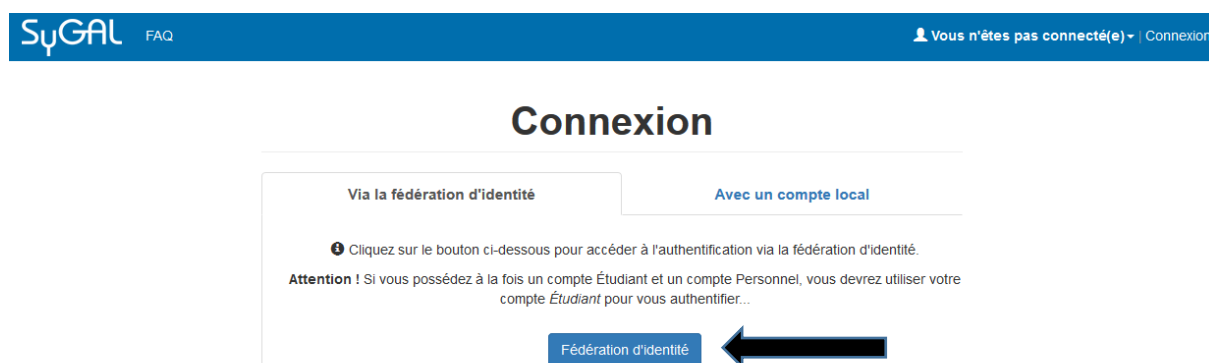 SyGAL FAQ Vous n'êtes pas connecté(e) | Connexion
Connexion
Via la fédération d'identité Avec un compte local
Cliquez sur le bouton ci-dessous pour accéder à l'authentification via la fédération d'identité.
Attention ! Si vous possédez à la fois un compte Étudiant et un compte Personnel, vous devrez utiliser votre
compte Étudiant pour vous authentifier...
Fédération d'identité